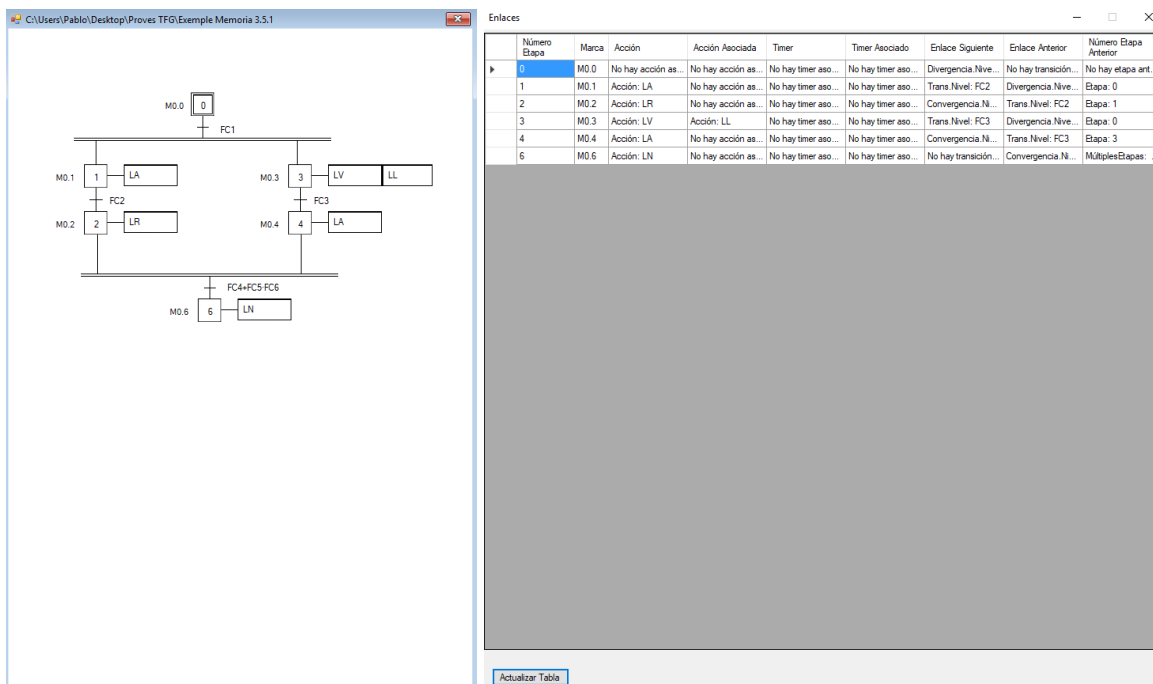 C:\Users\Pablo\Desktop\Proves TFG\Exemple Memoria 3.5.1
M0.0 0
FC1
M0.1 1 LA M0.3 3 LV LL
FC2 FC3
M0.2 2 LR M0.4 4 LA
FC4+FC5·FC6
M0.6 6 LN
Enlaces
Número Etapa Marca Acción Acción Asociada Timer Timer Asociado Enlace Siguiente Enlace Anterior Número Etapa Anterior
0 M0.0 No hay acción as... No hay acción as... No hay timer aso... No hay timer aso... Divergencia.Nive... No hay transición... No hay etapa ant.
1 M0.1 Acción: LA No hay acción as... No hay timer aso... No hay timer aso... Trans.Nivel: FC2 Divergencia.Nive... Etapa: 0
2 M0.2 Acción: LR No hay acción as... No hay timer aso... No hay timer aso... Convergencia.Ni... Trans.Nivel: FC2 Etapa: 1
3 M0.3 Acción: LV Acción: LL No hay timer aso... No hay timer aso... Trans.Nivel: FC3 Divergencia.Nive... Etapa: 0
4 M0.4 Acción: LA No hay acción as... No hay timer aso... No hay timer aso... Convergencia.Ni... Trans.Nivel: FC3 Etapa: 3
6 M0.6 Acción: LN No hay acción as... No hay timer aso... No hay timer aso... No hay transición... Convergencia.Ni... MúltiplesEtapas: .
Actualizar Tabla